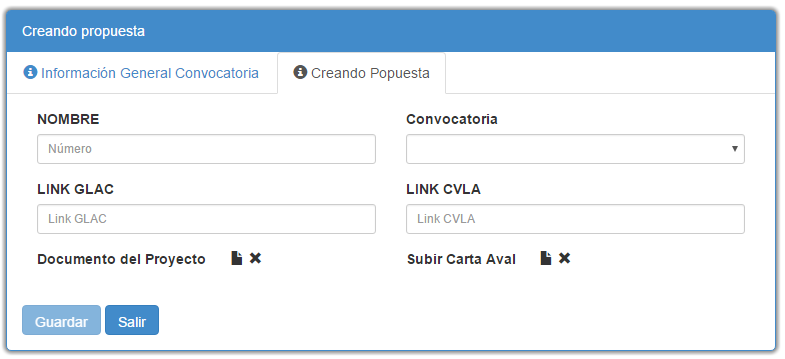 Creando propuesta
Información General Convocatoria Creando Popuesta
NOMBRE Convocatoria
Número
LINK GLAC LINK CVLA
Link GLAC Link CVLA
Documento del Proyecto Subir Carta Aval
Guardar Salir